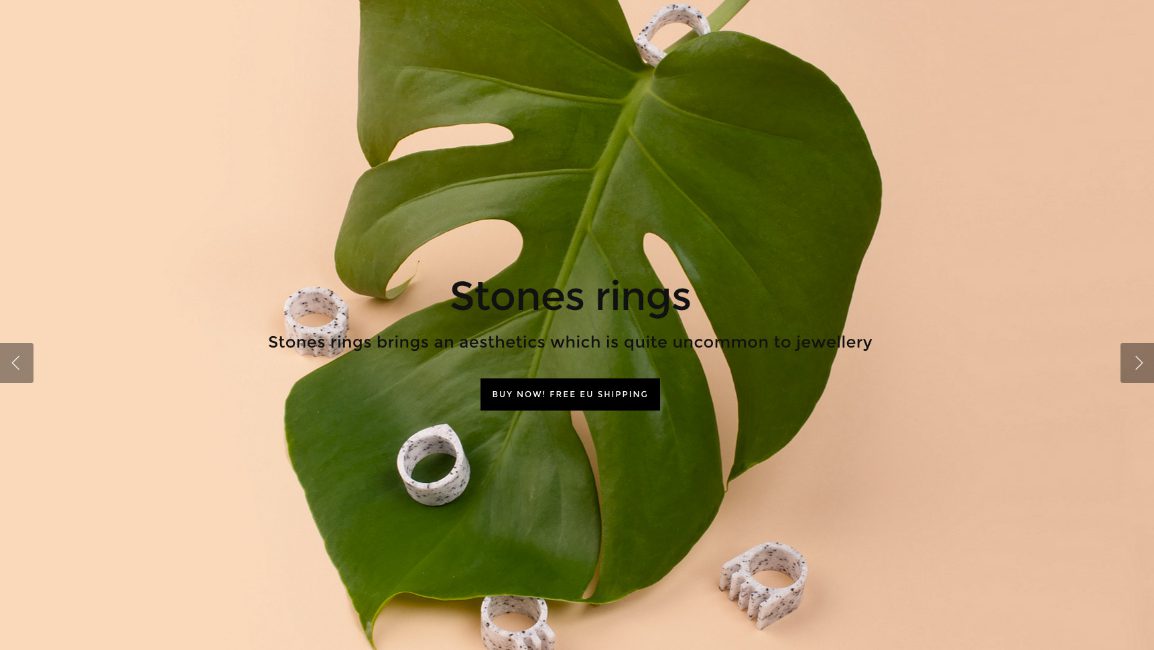 Stones rings
Stones rings brings an aesthetics which is quite uncommon to jewellery
BUY NOW! FREE EU SHIPPING